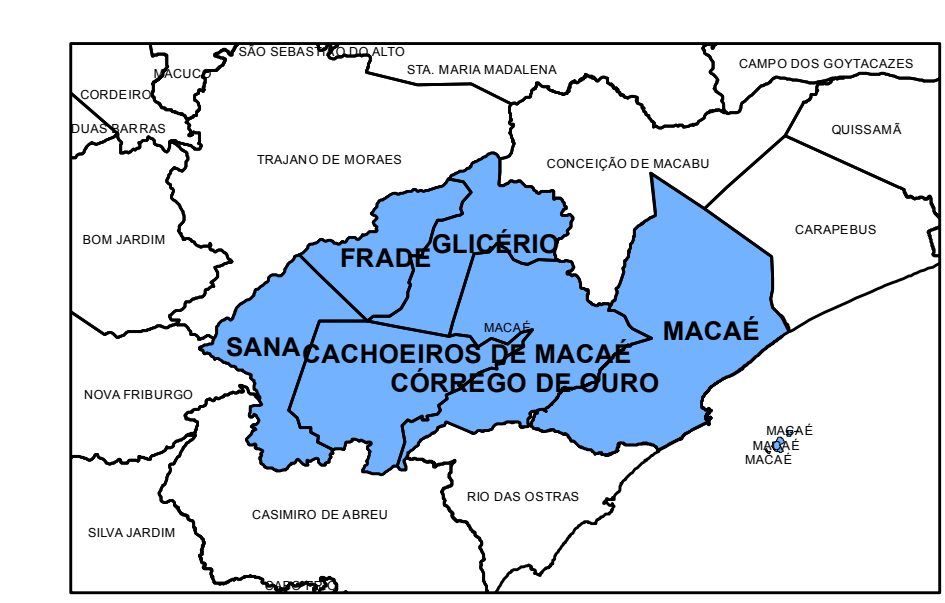 SÃO SEBASTIÃO DO ALTO
CAMPO DOS GOYTACAZES
STA. MARIA MADALENA
MACUCO
CORDEIRO
DUAS BARRAS
QUISSAMÃ
TRAJANO DE MORAES
CONCEIÇÃO DE MACABU
CARAPEBUS
BOM JARDIM
GLICÉRIO
FRADE
MACAÉ
MACAÉ
SANA
CACHOEIROS DE MACAÉ
CÓRREGO DE OURO
NOVA FRIBURGO
MACAÉ
MACAÉ
MACAÉ
RIO DAS OSTRAS
CASIMIRO DE ABREU
SILVA JARDIM
CABO FRIO